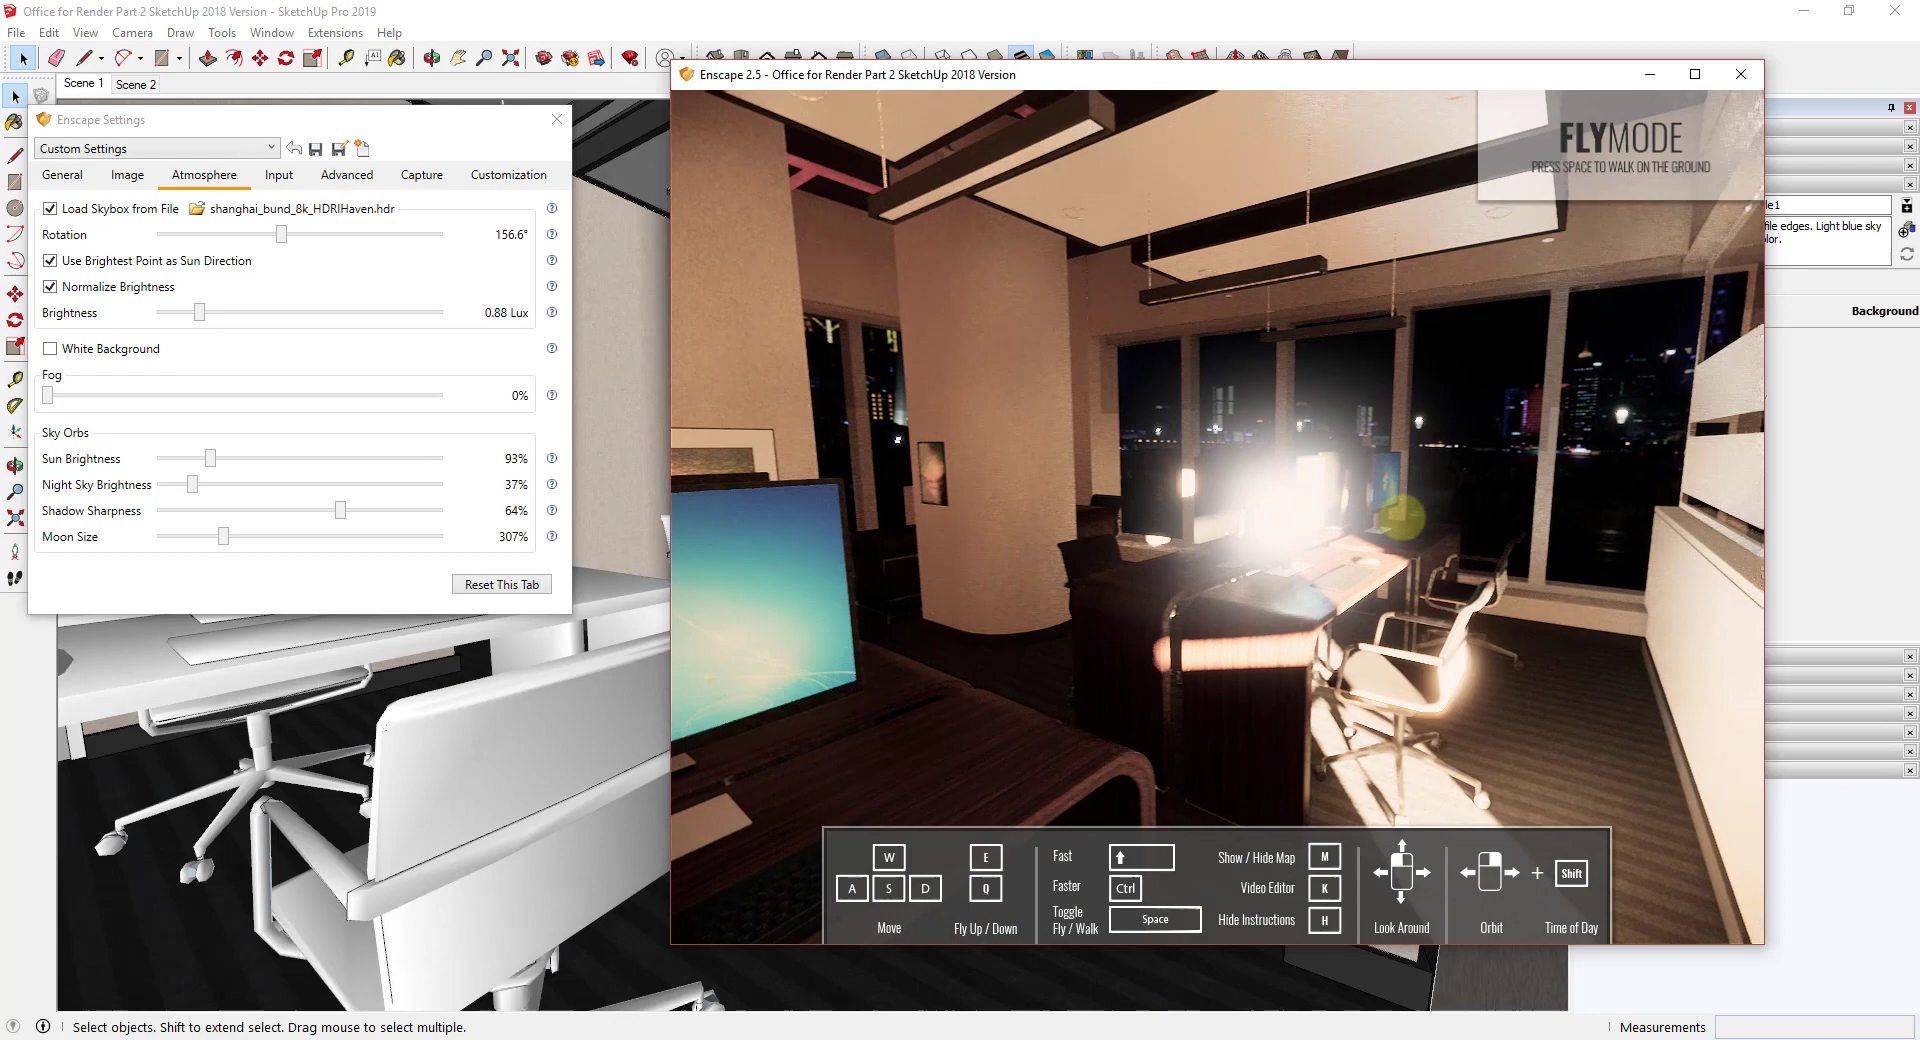 Office for Render Part 2 SketchUp 2018 Version - SketchUp Pro 2019
File Edit View Camera Draw Tools Window Extensions Help
Scene 1 Scene 2
Enscape Settings
Custom Settings
General Image Atmosphere Input Advanced Capture Customization
Load Skybox from File shanghai_bund_8k_HDRIHaven.hdr
Rotation 156.6°
Use Brightest Point as Sun Direction
Normalize Brightness
Brightness 0.88 Lux
White Background
Fog
0%
Sky Orbs
Sun Brightness 93%
Night Sky Brightness 37%
Shadow Sharpness 64%
Moon Size 307%
Reset This Tab
Enscape 2.5 - Office for Render Part 2 SketchUp 2018 Version
FLYMODE
PRESS SPACE TO WALK ON THE GROUND
W
A S D
Move
E
Q
Fly Up / Down
Fast
Faster Ctrl
Toggle Fly / Walk Space
Show / Hide Map M
Video Editor K
Hide Instructions H
Look Around
Orbit
+ Shift
Time of Day
le1
file edges. Light blue sky
lor.
Background
Select objects. Shift to extend select. Drag mouse to select multiple.
Measurements